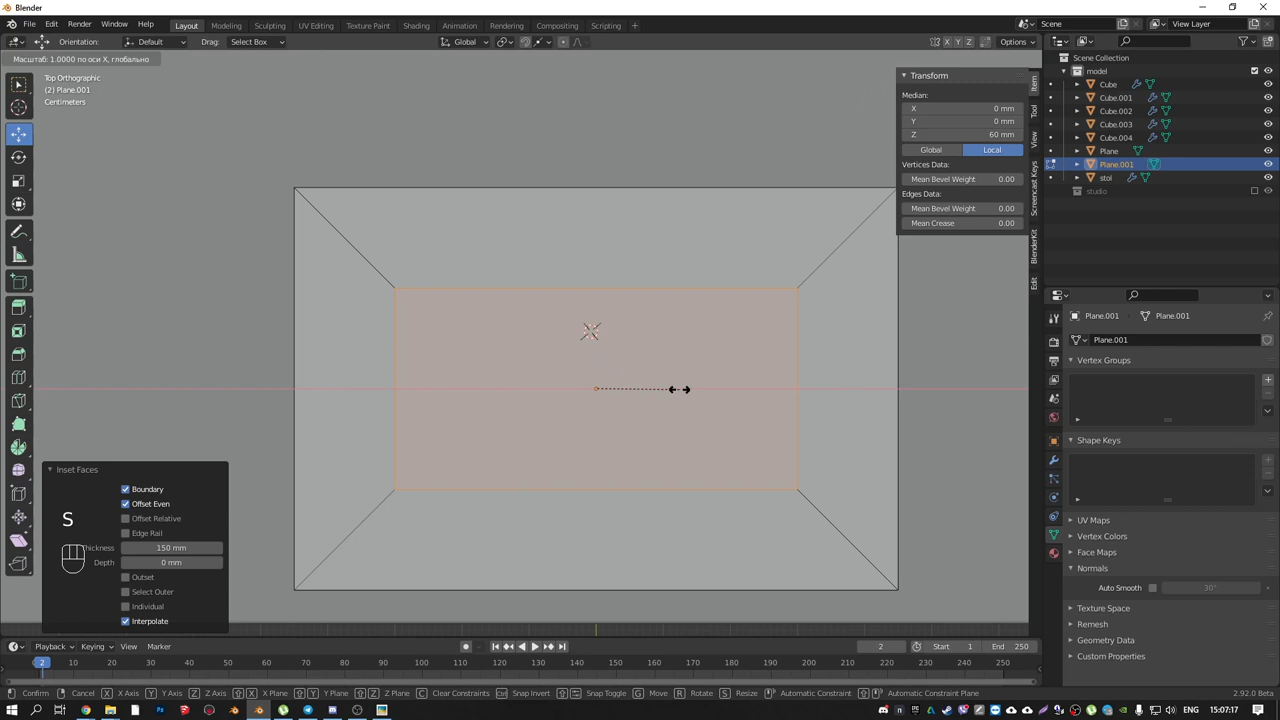 Blender
File Edit Render Window Help Layout Modeling Sculpting UV Editing Texture Paint Shading Animation Rendering Compositing Scripting + Scene View Layer
Orientation: Default Drag: Select Box Global X Y Z Options
Масштаб: 1.0000 по оси X, глобально
Top Orthographic
(2) Plane.001
Centimeters
Transform
Median:
X 0 mm
Y 0 mm
Z 60 mm
Global Local
Vertices Data:
Mean Bevel Weight 0.00
Edges Data:
Mean Bevel Weight 0.00
Mean Crease 0.00
Item
Tool
View
Screencast Keys
BlenderKit
Edit
Scene Collection
model
Cube
Cube.001
Cube.002
Cube.003
Cube.004
Plane
Plane.001
stol
studio
Plane.001 Plane.001
Plane.001
Vertex Groups
Shape Keys
UV Maps
Vertex Colors
Face Maps
Normals
Auto Smooth 30°
Texture Space
Remesh
Geometry Data
Custom Properties
Inset Faces
Boundary
Offset Even
Offset Relative
Edge Rail
Thickness 150 mm
Depth 0 mm
Outset
Select Outer
Individual
Interpolate
S
Playback Keying View Marker 2 Start 1 End 250
2 10 20 30 40 50 60 70 80 90 100 110 120 130 140 150 160 170 180 190 200 210 220 230 240 250
Confirm Cancel X X Axis Y Y Axis Z Z Axis X X Plane Y Y Plane Z Z Plane C Clear Constraints Ctrl Snap Invert Snap Toggle G Move R Rotate S Resize Automatic Constraint Automatic Constraint Plane 2.92.0 Beta
ENG 15:07:17